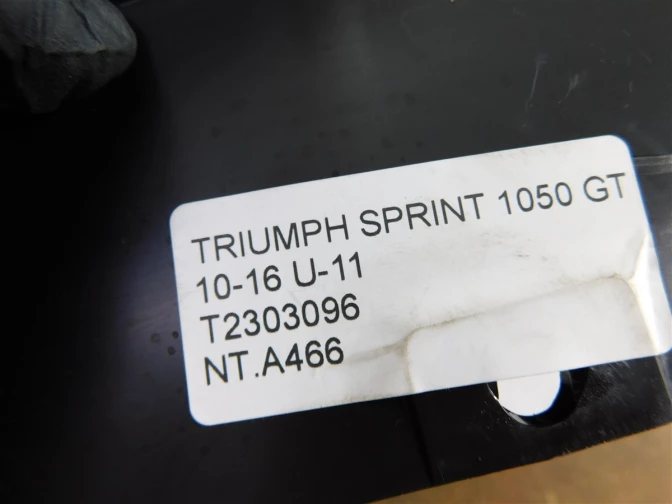 TRIUMPH SPRINT 1050 GT
10-16 U-11
T2303096
NT.A466